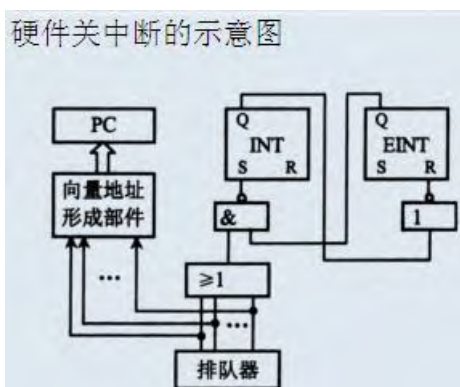 硬件关中断的示意图
PC
向量地址
形成部件
…
Q
INT
S R
Q
EINT
S R
&
1
≥1
…
排队器